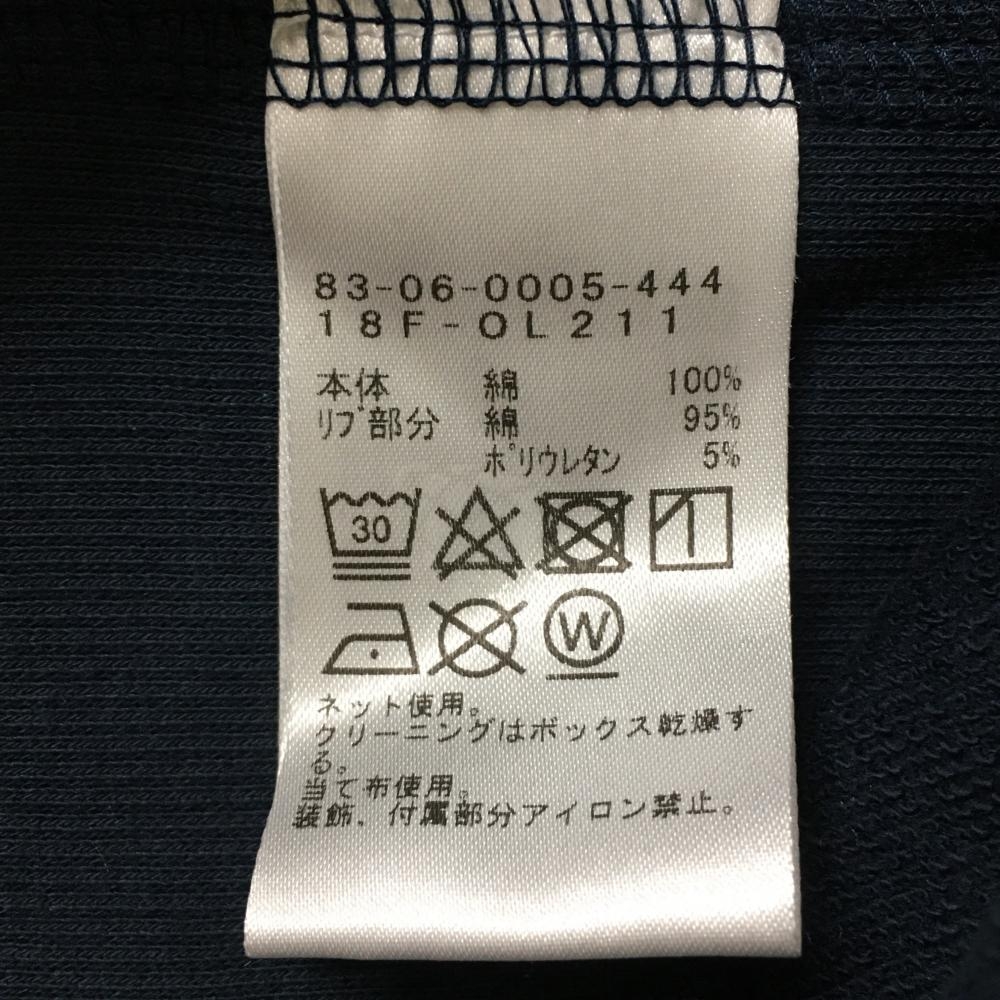 83-06-0005-444
18F-OL211
本体 綿 100%
リブ部分 綿 95%
ポリウレタン 5%
30
W
ネット使用。
クリーニングはボックス乾燥す
る。
当て布使用。
装飾、付属部分アイロン禁止。